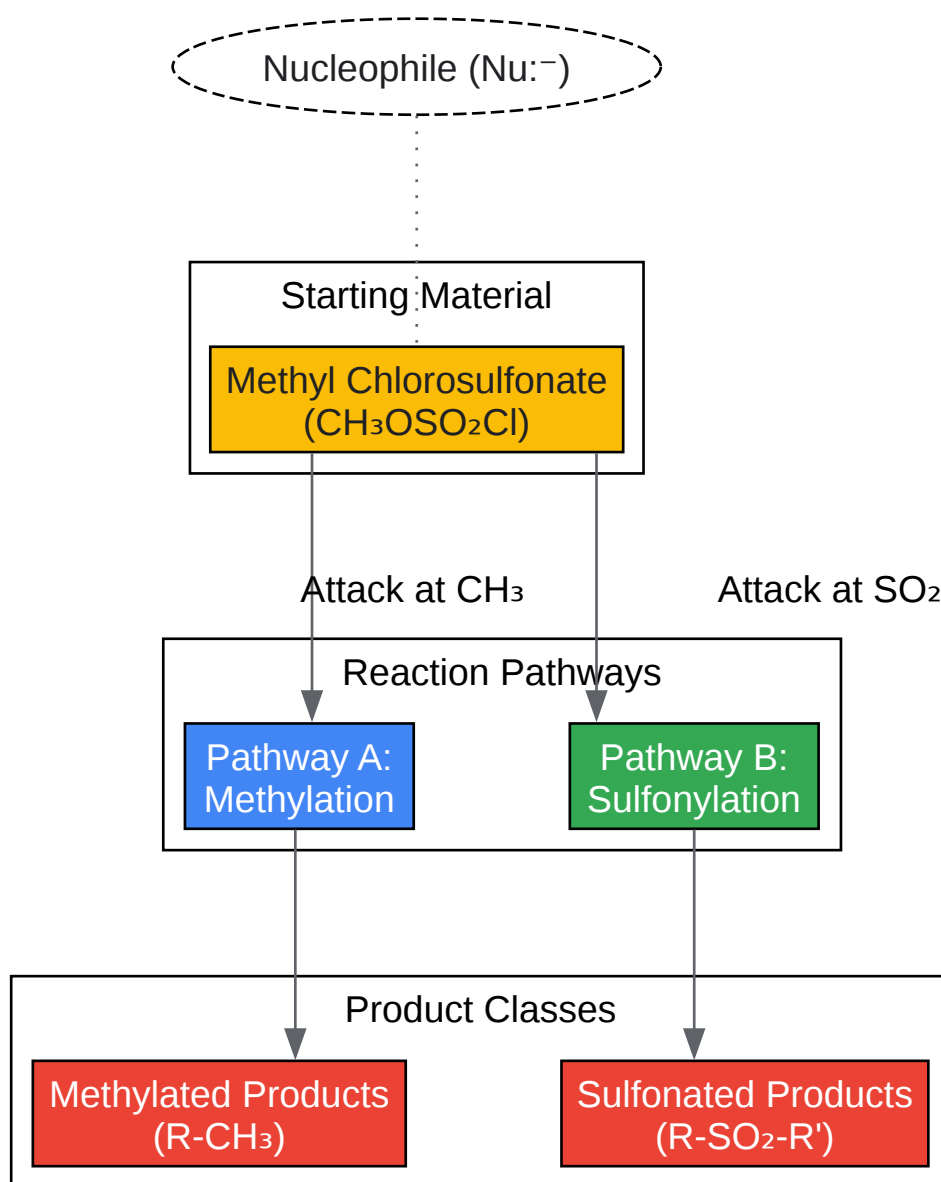 Nucleophile (Nu:⁻)
Starting Material
Methyl Chlorosulfonate
(CH₃OSO₂Cl)
Attack at CH₃
Attack at SO₂
Reaction Pathways
Pathway A:
Methylation
Pathway B:
Sulfonylation
Product Classes
Methylated Products
(R-CH₃)
Sulfonated Products
(R-SO₂-R')